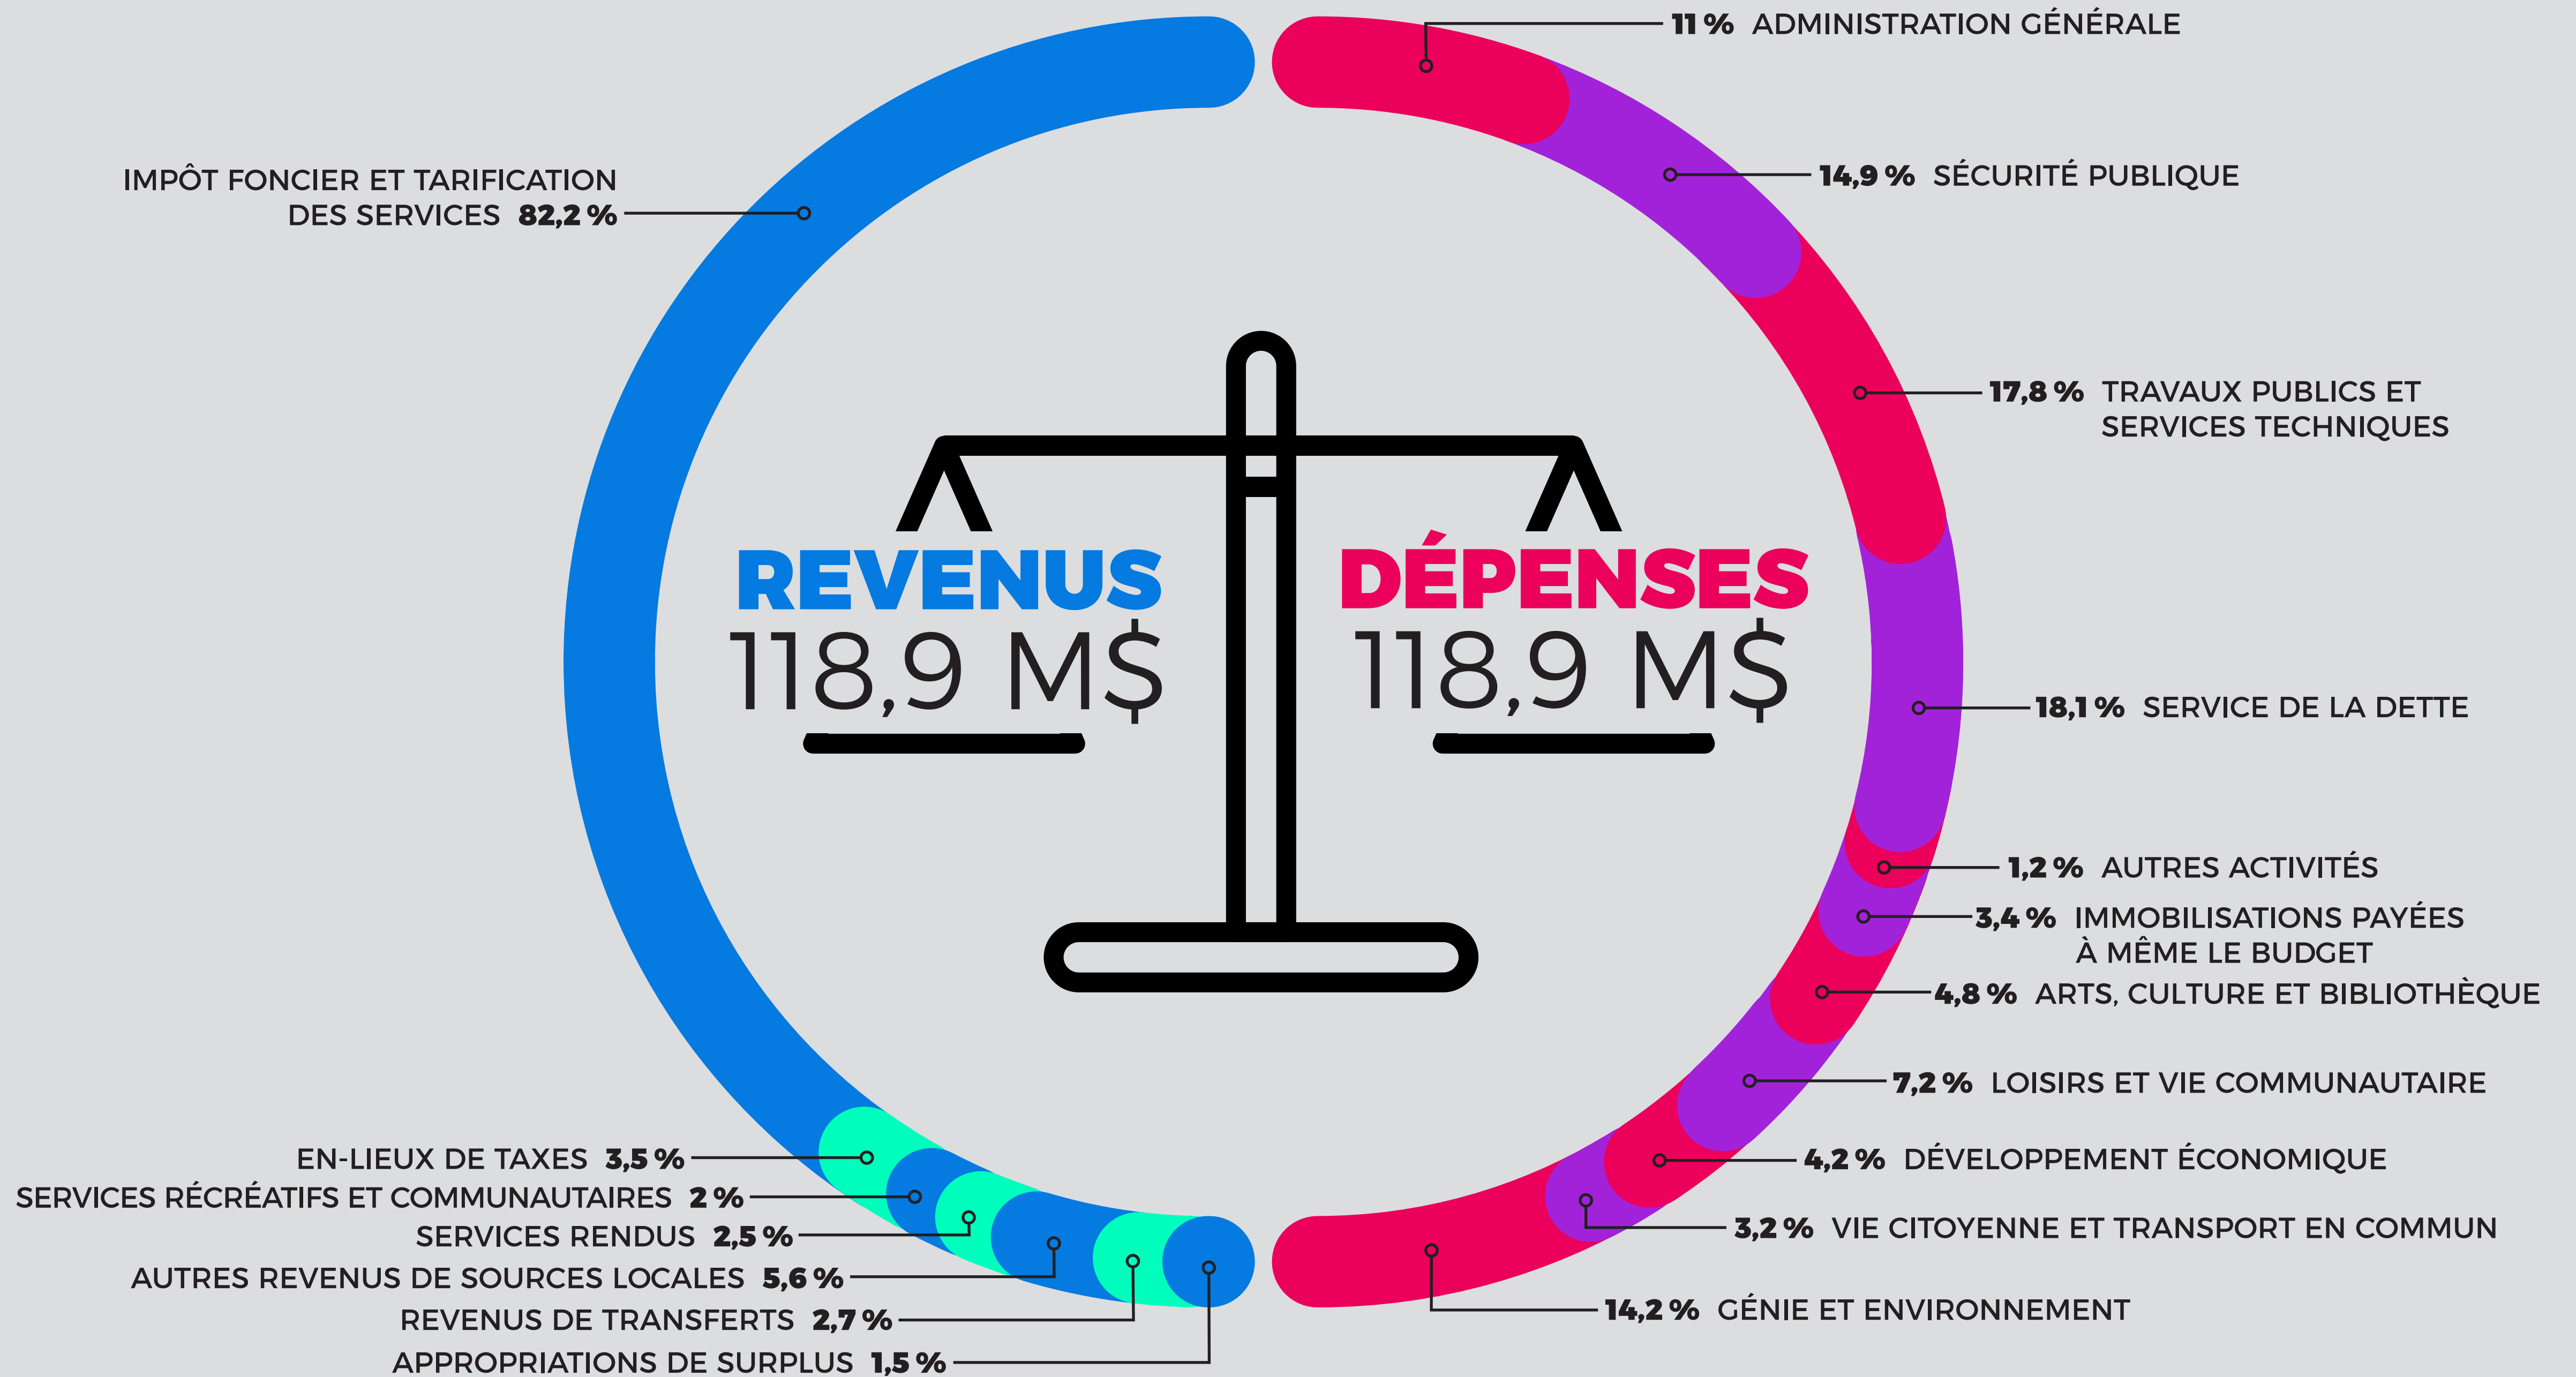 IMPÔT FONCIER ET TARIFICATION
DES SERVICES 82,2 %
EN-LIEUX DE TAXES 3,5 %
SERVICES RÉCRÉATIFS ET COMMUNAUTAIRES 2 %
SERVICES RENDUS 2,5 %
AUTRES REVENUS DE SOURCES LOCALES 5,6 %
REVENUS DE TRANSFERTS 2,7 %
APPROPRIATIONS DE SURPLUS 1,5 %
REVENUS
118,9 M$
DÉPENSES
118,9 M$
11 % ADMINISTRATION GÉNÉRALE
14,9 % SÉCURITÉ PUBLIQUE
17,8 % TRAVAUX PUBLICS ET
SERVICES TECHNIQUES
18,1 % SERVICE DE LA DETTE
1,2 % AUTRES ACTIVITÉS
3,4 % IMMOBILISATIONS PAYÉES
À MÊME LE BUDGET
4,8 % ARTS, CULTURE ET BIBLIOTHÈQUE
7,2 % LOISIRS ET VIE COMMUNAUTAIRE
4,2 % DÉVELOPPEMENT ÉCONOMIQUE
3,2 % VIE CITOYENNE ET TRANSPORT EN COMMUN
14,2 % GÉNIE ET ENVIRONNEMENT